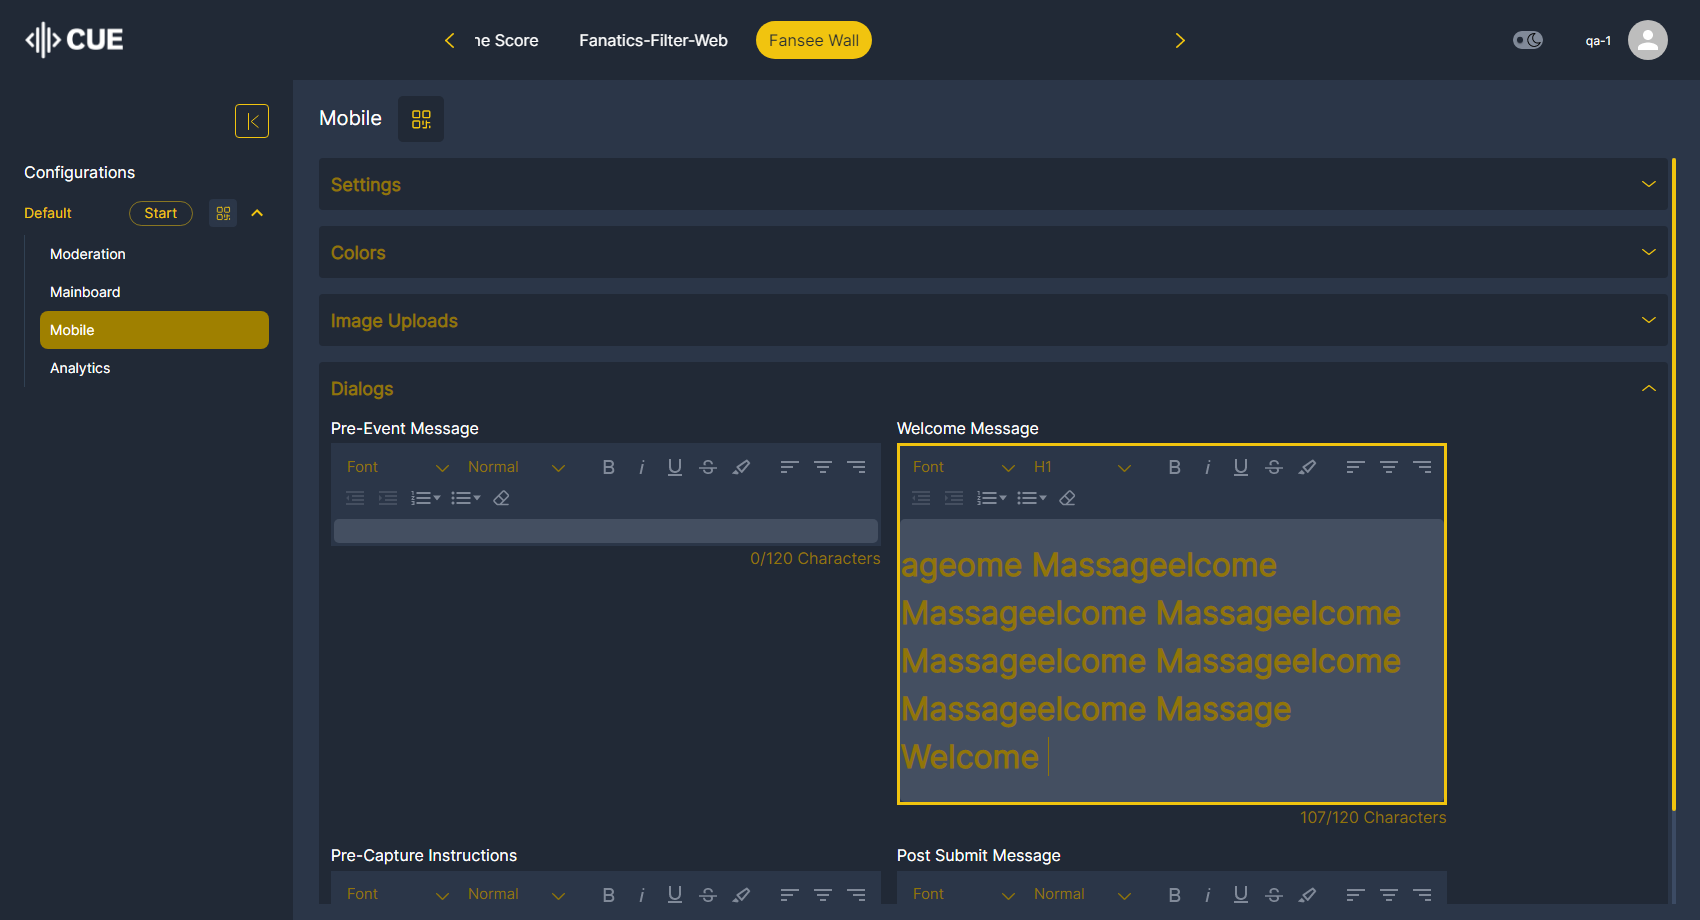 CUE
ne Score
Fanatics-Filter-Web
Fansee Wall
qa-1
Configurations
Default
Start
Moderation
Mainboard
Mobile
Analytics
Mobile
Settings
Colors
Image Uploads
Dialogs
Pre-Event Message
Font
Normal
B i U S
0/120 Characters
Welcome Message
Font
H1
B i U S
ageome Massageelcome
Massageelcome Massageelcome
Massageelcome Massageelcome
Massageelcome Massage
Welcome
107/120 Characters
Pre-Capture Instructions
Font
Normal
B i U S
Post Submit Message
Font
Normal
B i U S